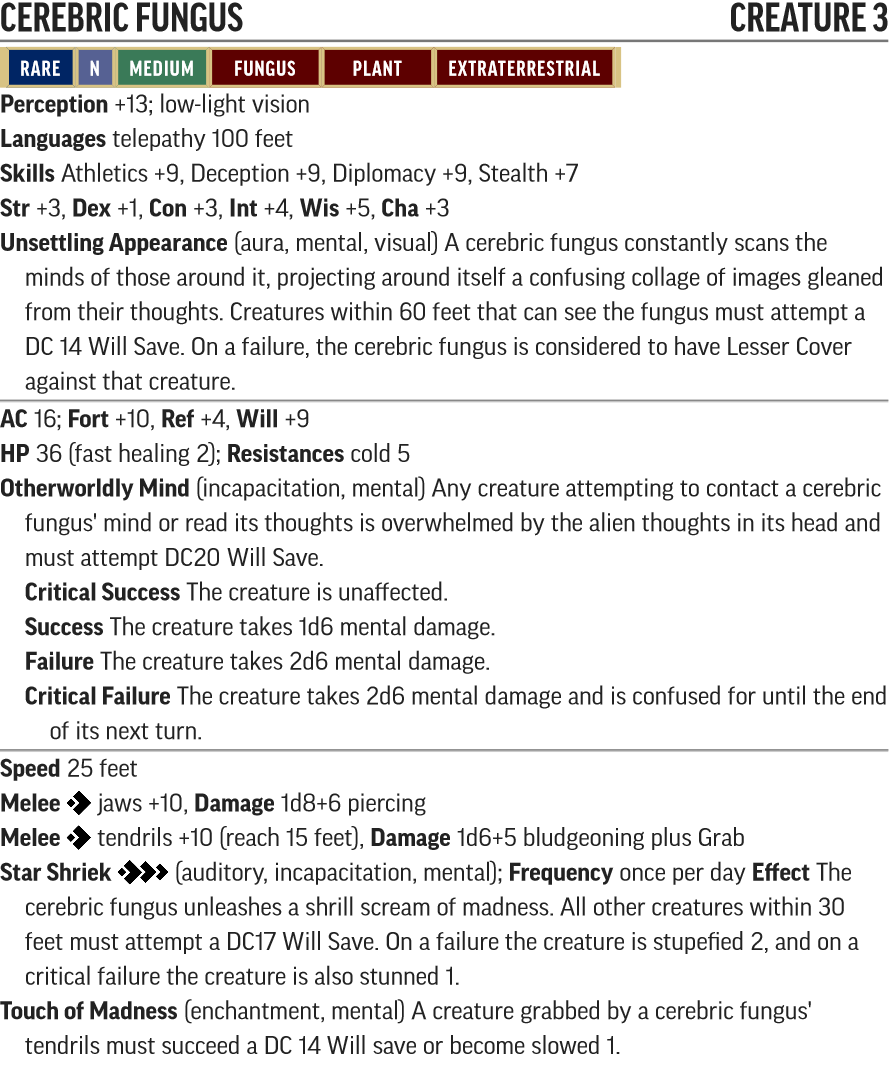 CEREBRIC FUNGUS CREATURE 3
RARE N MEDIUM FUNGUS PLANT EXTRATERRESTRIAL
Perception +13; low-light vision
Languages telepathy 100 feet
Skills Athletics +9, Deception +9, Diplomacy +9, Stealth +7
Str +3, Dex +1, Con +3, Int +4, Wis +5, Cha +3
Unsettling Appearance (aura, mental, visual) A cerebric fungus constantly scans the
minds of those around it, projecting around itself a confusing collage of images gleaned
from their thoughts. Creatures within 60 feet that can see the fungus must attempt a
DC 14 Will Save. On a failure, the cerebric fungus is considered to have Lesser Cover
against that creature.
AC 16; Fort +10, Ref +4, Will +9
HP 36 (fast healing 2); Resistances cold 5
Otherworldly Mind (incapacitation, mental) Any creature attempting to contact a cerebric
fungus' mind or read its thoughts is overwhelmed by the alien thoughts in its head and
must attempt DC20 Will Save.
Critical Success The creature is unaffected.
Success The creature takes 1d6 mental damage.
Failure The creature takes 2d6 mental damage.
Critical Failure The creature takes 2d6 mental damage and is confused for until the end
of its next turn.
Speed 25 feet
Melee jaws +10, Damage 1d8+6 piercing
Melee tendrils +10 (reach 15 feet), Damage 1d6+5 bludgeoning plus Grab
Star Shriek (auditory, incapacitation, mental); Frequency once per day Effect The
cerebric fungus unleashes a shrill scream of madness. All other creatures within 30
feet must attempt a DC17 Will Save. On a failure the creature is stupefied 2, and on a
critical failure the creature is also stunned 1.
Touch of Madness (enchantment, mental) A creature grabbed by a cerebric fungus'
tendrils must succeed a DC 14 Will save or become slowed 1.